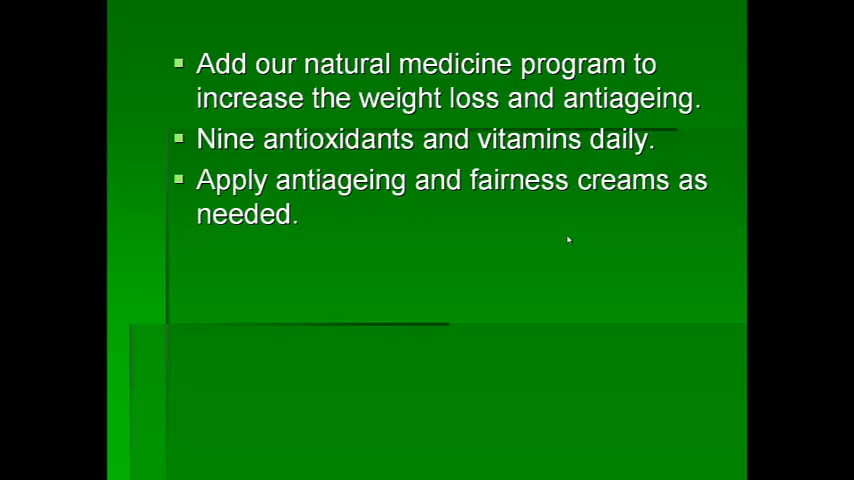 Add our natural medicine program to
increase the weight loss and antiageing.
Nine antioxidants and vitamins daily.
Apply antiageing and fairness creams as
needed.